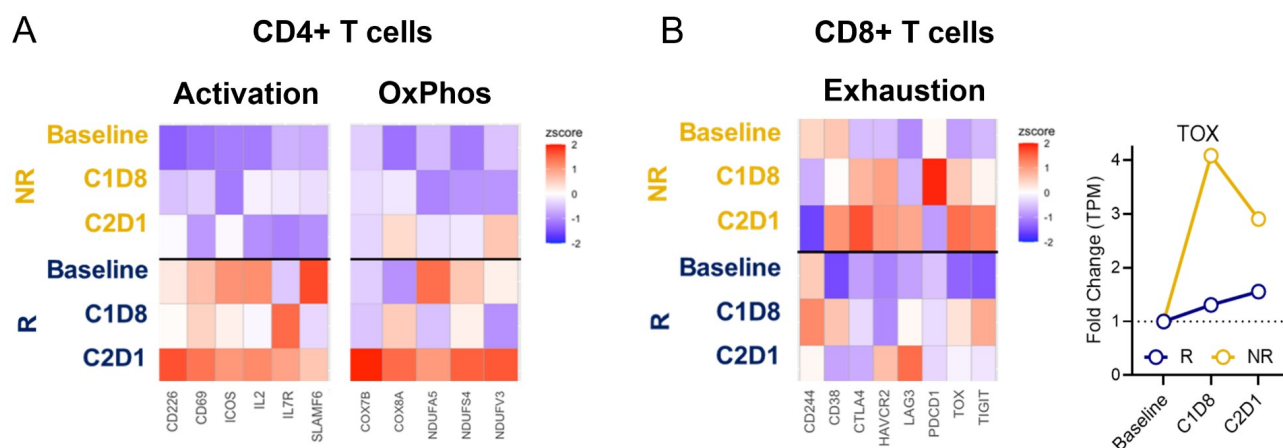 A
CD4+ T cells
Activation
OxPhos
NR
Baseline
C1D8
C2D1
R
Baseline
C1D8
C2D1
zscore
2
1
0
-1
-2
CD226
CD69
ICOS
IL2
IL7R
SLAMF6
COX7B
COX8A
NDUFA5
NDUFS4
NDUFV3
B
CD8+ T cells
Exhaustion
NR
Baseline
C1D8
C2D1
R
Baseline
C1D8
C2D1
zscore
2
1
0
-1
-2
CD244
CD38
CTLA4
HAVCR2
LAG3
PDCD1
TOX
TIGIT
TOX
Fold Change (TPM)
4
3
2
1
0
R
NR
Baseline
C1D8
C2D1